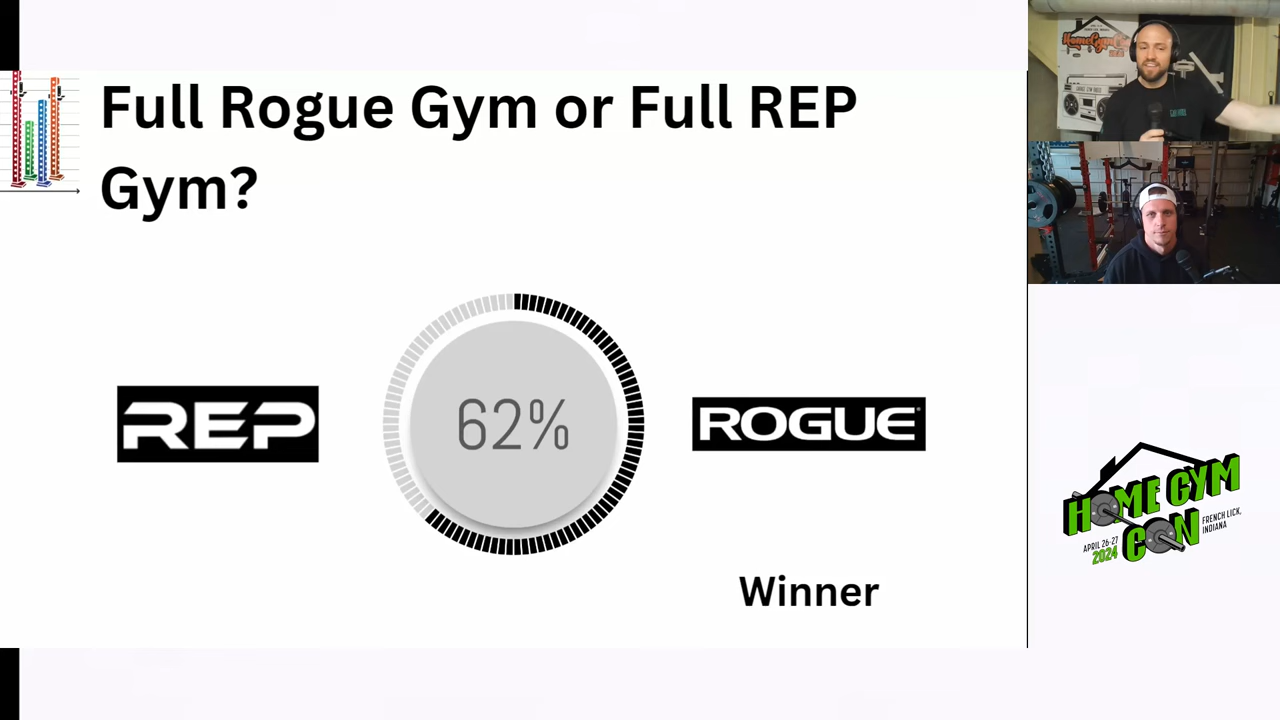 Full Rogue Gym or Full REP
Gym?
REP
62%
ROGUE
Winner
HOME GYM
CON
APRIL 26-27
2024
FRENCH LICK,
INDIANA